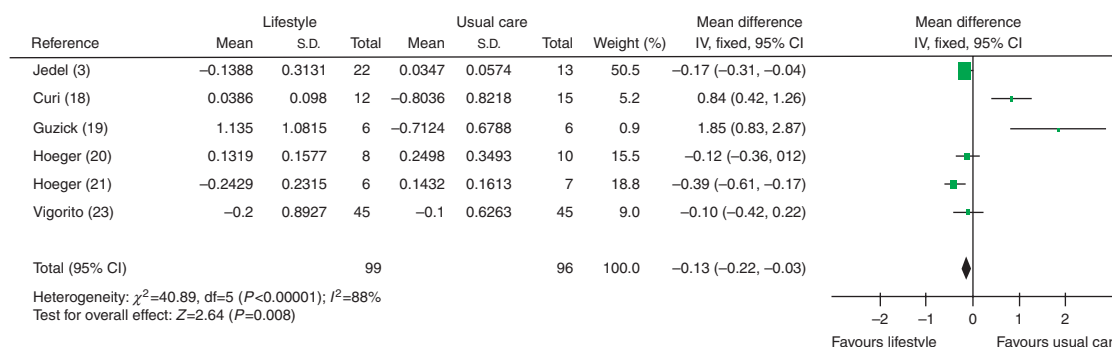 Lifestyle Usual care Mean difference Mean difference
Reference Mean S.D. Total Mean S.D. Total Weight (%) IV, fixed, 95% CI IV, fixed, 95% CI
Jedel (3) −0.1388 0.3131 22 0.0347 0.0574 13 50.5 −0.17 (−0.31, −0.04)
Curi (18) 0.0386 0.098 12 −0.8036 0.8218 15 5.2 0.84 (0.42, 1.26)
Guzick (19) 1.135 1.0815 6 −0.7124 0.6788 6 0.9 1.85 (0.83, 2.87)
Hoeger (20) 0.1319 0.1577 8 0.2498 0.3493 10 15.5 −0.12 (−0.36, 012)
Hoeger (21) −0.2429 0.2315 6 0.1432 0.1613 7 18.8 −0.39 (−0.61, −0.17)
Vigorito (23) −0.2 0.8927 45 −0.1 0.6263 45 9.0 −0.10 (−0.42, 0.22)
Total (95% CI) 99 96 100.0 −0.13 (−0.22, −0.03)
Heterogeneity: χ²=40.89, df=5 (P<0.00001); I²=88%
Test for overall effect: Z=2.64 (P=0.008)
−2 −1 0 1 2
Favours lifestyle Favours usual car